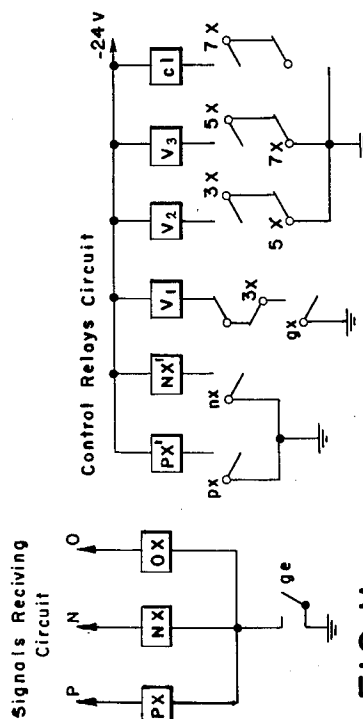 Signals Reciving
Circuit
P
N
O
PX
NX
OX
ge
Control Relays Circuit
-24V
PX'
NX'
V1
V2
V3
cl
px
nx
3X
gx
3X
5X
5X
7X
7X